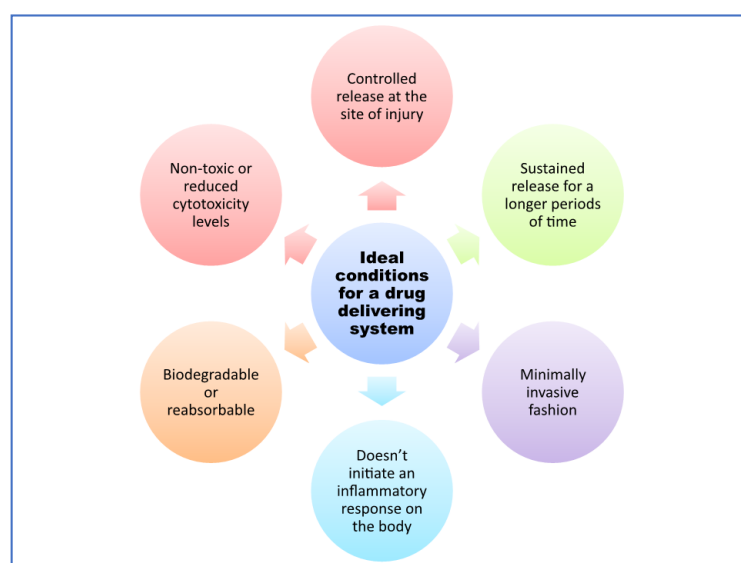 Controlled
release at the
site of injury
Non-toxic or
reduced
cytotoxicity
levels
Sustained
release for a
longer periods
of time
Ideal
conditions
for a drug
delivering
system
Biodegradable
or
reabsorbable
Minimally
invasive
fashion
Doesn’t
initiate an
inflammatory
response on
the body